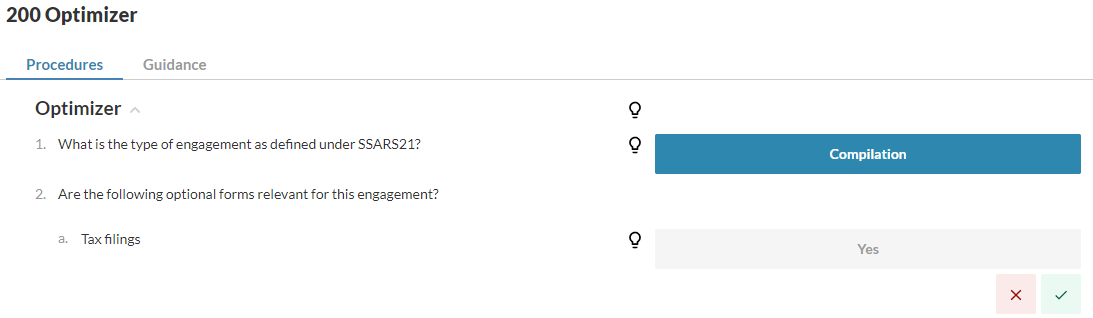 200 Optimizer
Procedures Guidance
Optimizer
1. What is the type of engagement as defined under SSARS21?
Compilation
2. Are the following optional forms relevant for this engagement?
a. Tax filings
Yes